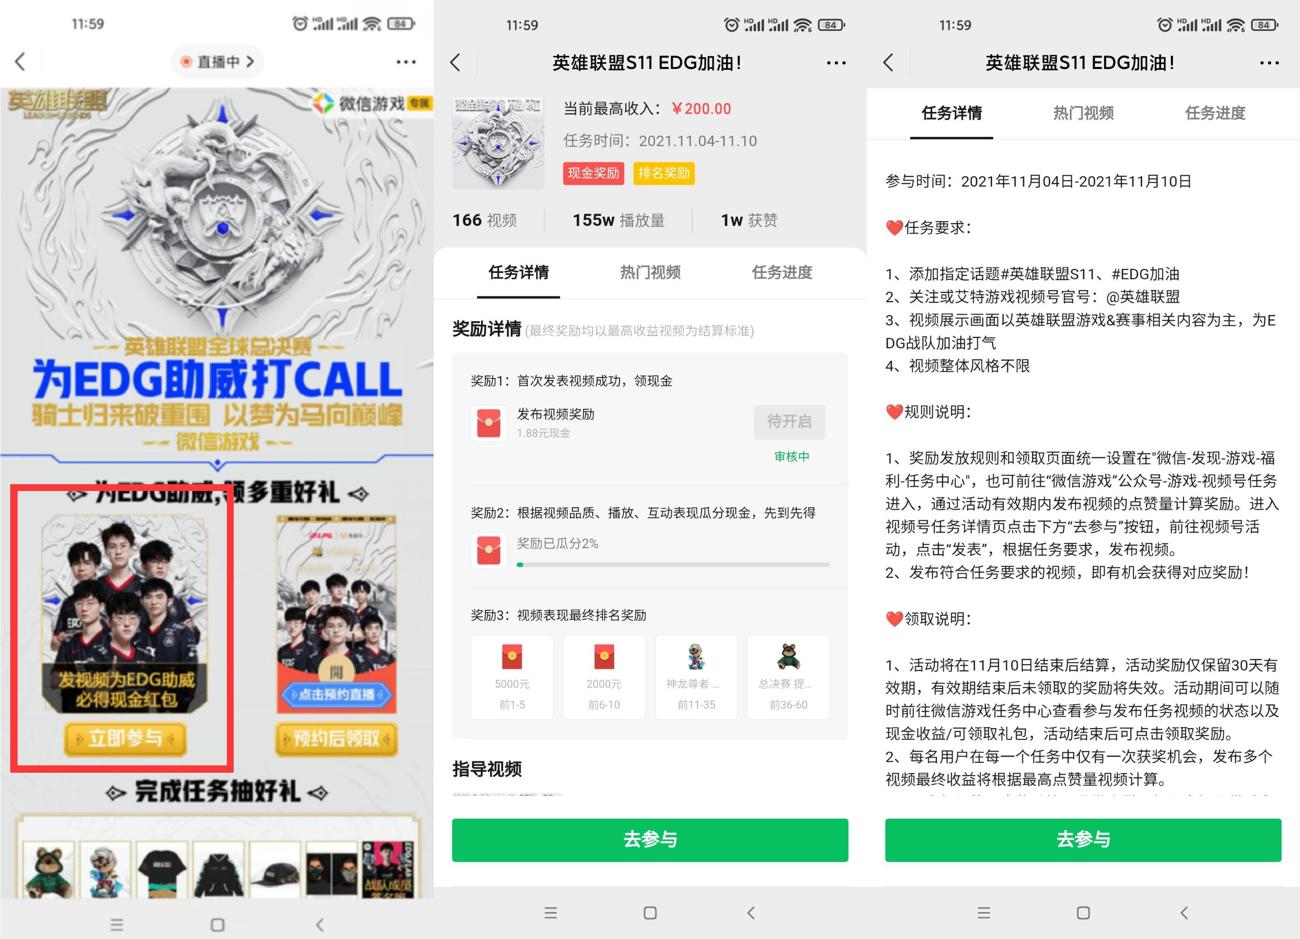 11:59
84
直播中
英雄联盟
LEAGUE OF LEGENDS
微信游戏 专属
英雄联盟全球总决赛
为EDG助威打CALL
骑士归来破重围 以梦为马向巅峰
微信游戏
为EDG助威,领多重好礼
发视频为EDG助威
必得现金红包
立即参与
開
点击预约直播
预约后领取
完成任务抽好礼
11:59
84
英雄联盟S11 EDG加油！
当前最高收入：￥200.00
任务时间：2021.11.04-11.10
现金奖励 排名奖励
166 视频 155w 播放量 1w 获赞
任务详情 热门视频 任务进度
奖励详情 (最终奖励均以最高收益视频为结算标准)
奖励1：首次发表视频成功，领现金
发布视频奖励
1.88元现金
待开启
审核中
奖励2：根据视频品质、播放、互动表现瓜分现金，先到先得
奖励已瓜分2%
奖励3：视频表现最终排名奖励
5000元 2000元 神龙尊者 ... 总决赛 提...
前1-5 前6-10 前11-35 前36-60
指导视频
去参与
11:59
84
英雄联盟S11 EDG加油！
任务详情 热门视频 任务进度
参与时间：2021年11月04日-2021年11月10日
❤️任务要求：
1、添加指定话题#英雄联盟S11、#EDG加油
2、关注或艾特游戏视频号官号：@英雄联盟
3、视频展示画面以英雄联盟游戏&赛事相关内容为主，为E
DG战队加油打气
4、视频整体风格不限
❤️规则说明：
1、奖励发放规则和领取页面统一设置在"微信-发现-游戏-福
利-任务中心"，也可前往“微信游戏”公众号-游戏-视频号任务
进入，通过活动有效期内发布视频的点赞量计算奖励。进入
视频号任务详情页点击下方“去参与”按钮，前往视频号活
动，点击“发表”，根据任务要求，发布视频。
2、发布符合任务要求的视频，即有机会获得对应奖励！
❤️领取说明：
1、活动将在11月10日结束后结算，活动奖励仅保留30天有
效期，有效期结束后未领取的奖励将失效。活动期间可以随
时前往微信游戏任务中心查看参与发布任务视频的状态以及
现金收益/可领取礼包，活动结束后可点击领取奖励。
2、每名用户在每一个任务中仅有一次获奖机会，发布多个
视频最终收益将根据最高点赞量视频计算。
去参与